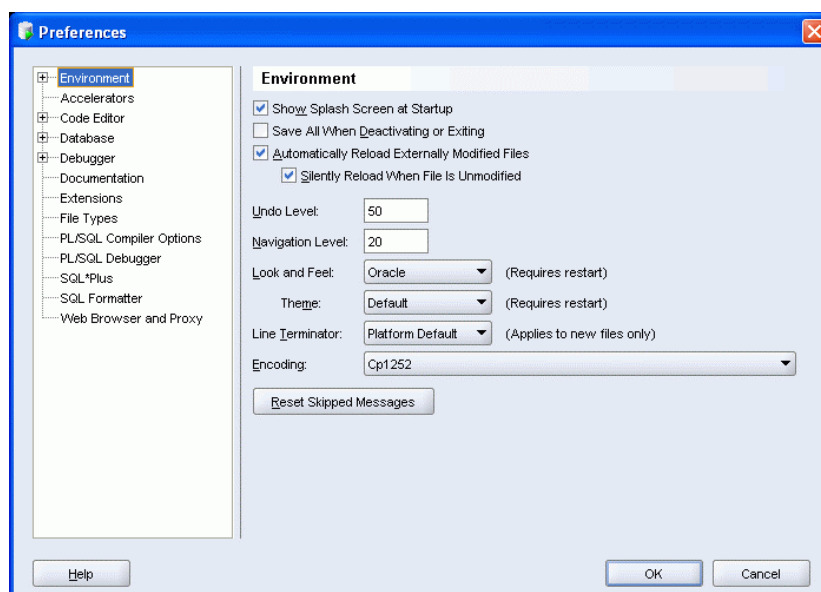 Preferences
Environment
Accelerators
Code Editor
Database
Debugger
Documentation
Extensions
File Types
PL/SQL Compiler Options
PL/SQL Debugger
SQL*Plus
SQL Formatter
Web Browser and Proxy
Environment
Show Splash Screen at Startup
Save All When Deactivating or Exiting
Automatically Reload Externally Modified Files
Silently Reload When File Is Unmodified
Undo Level: 50
Navigation Level: 20
Look and Feel: Oracle (Requires restart)
Theme: Default (Requires restart)
Line Terminator: Platform Default (Applies to new files only)
Encoding: Cp1252
Reset Skipped Messages
Help OK Cancel